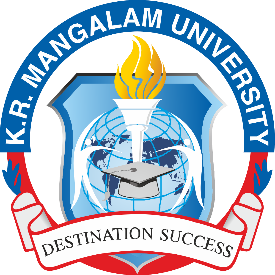 K.R. MANGALAM UNIVERSITY
DESTINATION SUCCESS